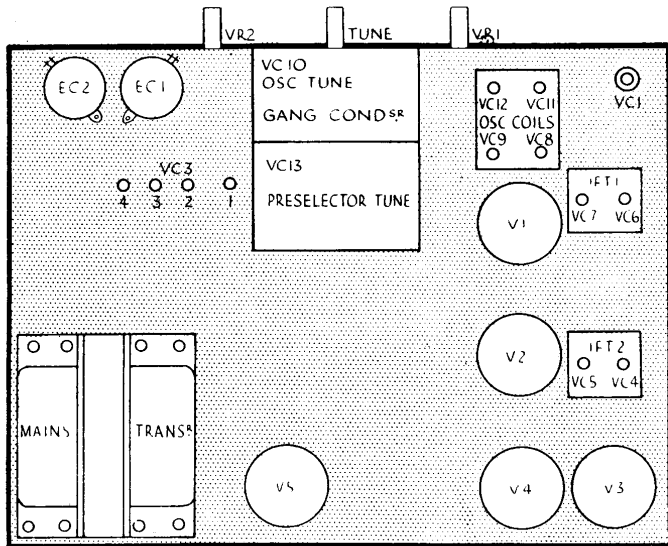 VR2 TUNE VR1
EC2 EC1
VC10
OSC TUNE
GANG CONDSR
VC12 VC11
OSC COILS
VC9 VC8
VC1
VC3
4 3 2 1
VC13
PRESELECTOR TUNE
IFT1
VC7 VC6
V1
IFT2
VC5 VC4
V2
MAINS TRANSR
V5
V4
V3